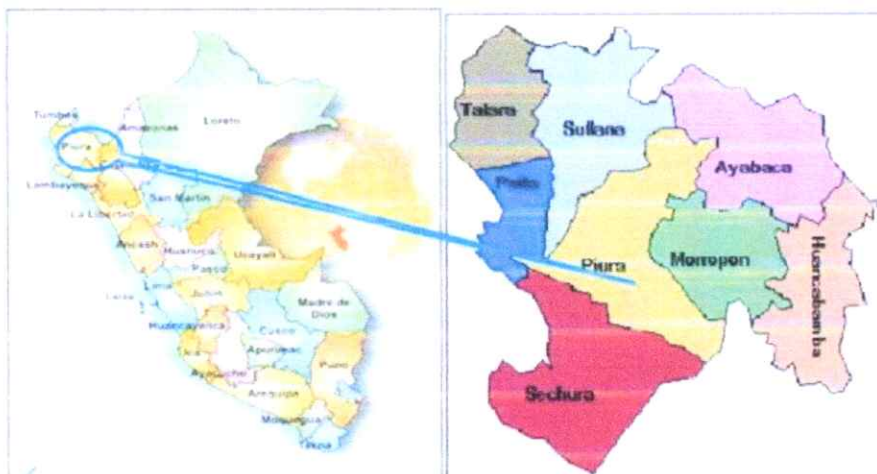 Tumbes
Piura
Amazonas
Loreto
Lambayeque
San Martin
La Libertad
Ancash
Huanuco
Ucayali
Pasco
Lima
Junin
Madre de
Dios
Huancavelica
Cusco
Ica
Apurimac
Ayacucho
Puno
Arequipa
Moquegua
Tacna
Talara
Sullana
Paita
Ayabaca
Piura
Morropon
Huancabamba
Sechura